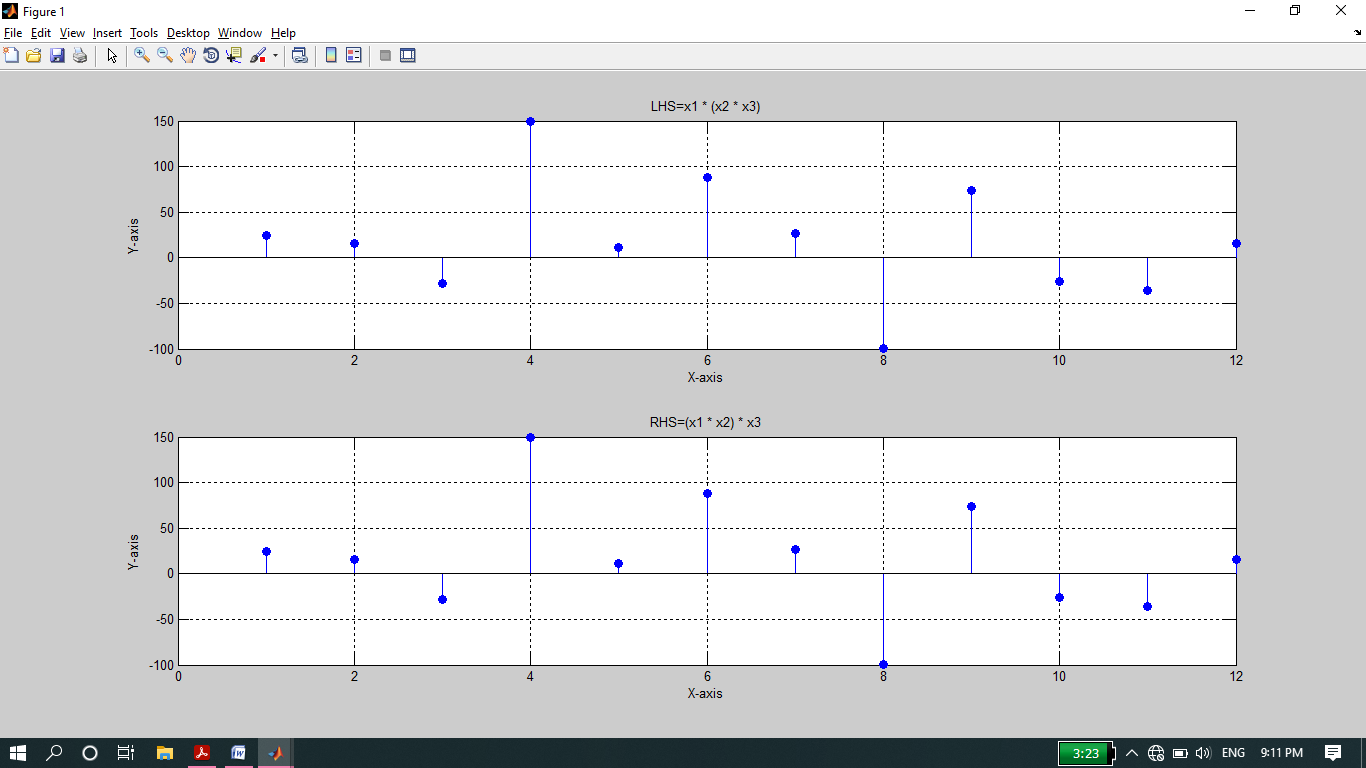 Figure 1
File Edit View Insert Tools Desktop Window Help
LHS=x1 * (x2 * x3)
150
100
50
0
-50
-100
Y-axis
0 2 4 6 8 10 12
X-axis
RHS=(x1 * x2) * x3
150
100
50
0
-50
-100
Y-axis
0 2 4 6 8 10 12
X-axis
3:23 ENG 9:11 PM